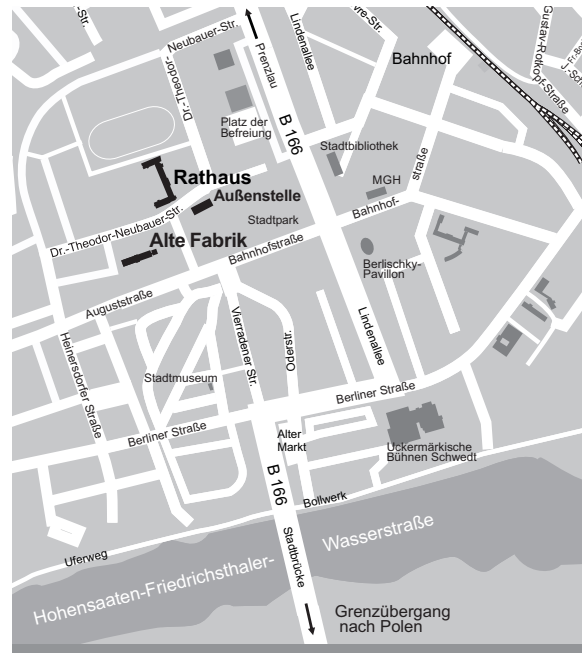 Neubauer-Str.
Dr.-Theodor-
Prenzlau
B 166
Lindenallee
Bahnhof
Gustav-Rotkopf-Straße
Platz der
Befreiung
Stadtbibliothek
Rathaus
Außenstelle
MGH
Bahnhof-
straße
Stadtpark
Dr.-Theodor-Neubauer-Str.
Alte Fabrik
Bahnhofstraße
Berlischky-
Pavillon
Auguststraße
Vierradener Str.
Oderstr.
Lindenallee
Heinersdorfer Straße
Stadtmuseum
Berliner Straße
Berliner Straße
Alter
Markt
Uckermärkische
Bühnen Schwedt
B 166
Bollwerk
Uferweg
Stadtbrücke
Hohensaaten-Friedrichsthaler-
Wasserstraße
Grenzübergang
nach Polen